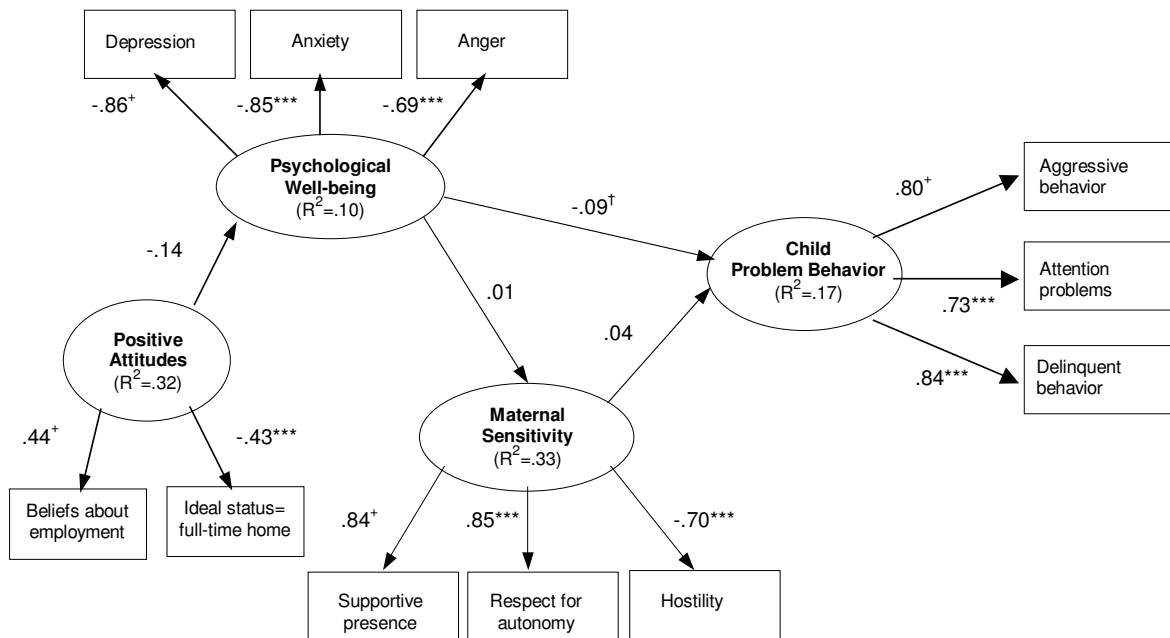 Depression
Anxiety
Anger
-.86+
-.85***
-.69***
Psychological
Well-being
(R²=.10)
Aggressive
behavior
.80+
-.09†
-.14
Child
Problem Behavior
(R²=.17)
Attention
problems
.73***
.01
.04
Positive
Attitudes
(R²=.32)
Delinquent
behavior
.84***
Maternal
Sensitivity
(R²=.33)
.44+
-.43***
Beliefs about
employment
Ideal status=
full-time home
.84+
.85***
-.70***
Supportive
presence
Respect for
autonomy
Hostility